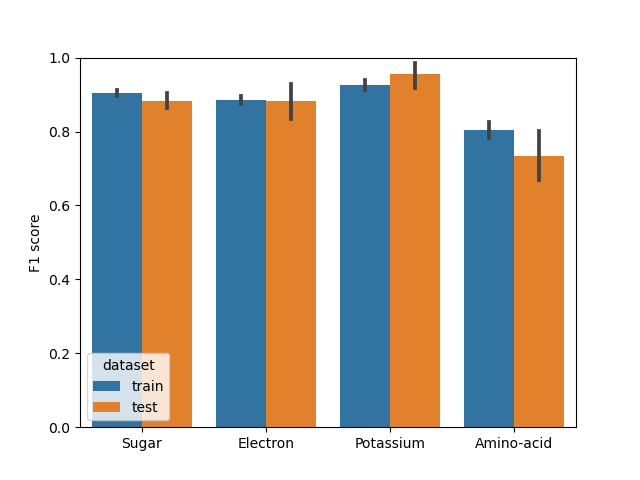 1.0
0.8
0.6
0.4
0.2
0.0
F1 score
dataset
train
test
Sugar
Electron
Potassium
Amino-acid